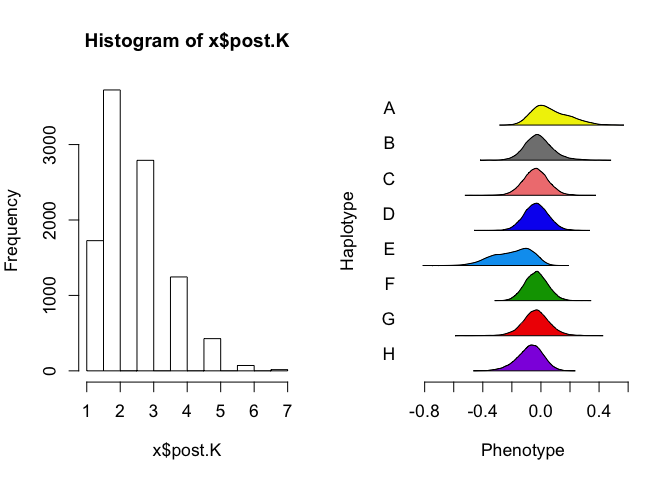 Histogram of x$post.K
Frequency
0
1000
2000
3000
1 2 3 4 5 6 7
x$post.K
Haplotype
A
B
C
D
E
F
G
H
-0.8 -0.4 0.0 0.4
Phenotype